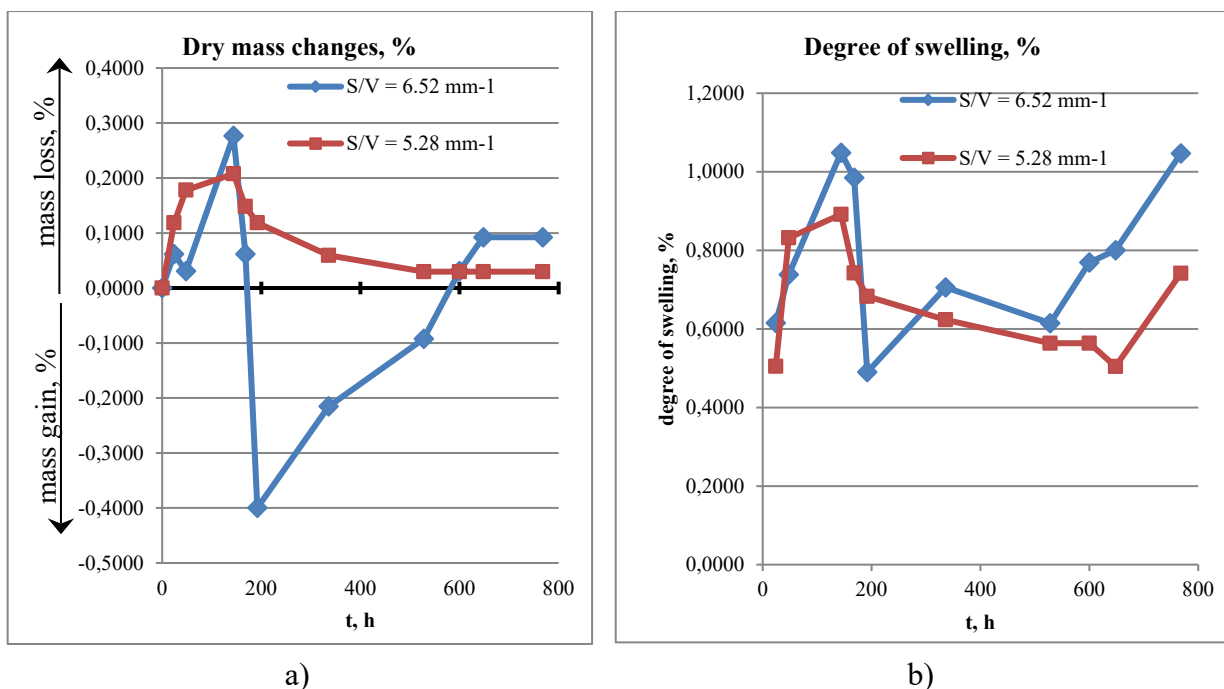 Dry mass changes, %
mass loss, %
mass gain, %
0,4000
0,3000
0,2000
0,1000
0,0000
-0,1000
-0,2000
-0,3000
-0,4000
-0,5000
S/V = 6.52 mm-1
S/V = 5.28 mm-1
0
200
400
600
800
t, h
a)
Degree of swelling, %
degree of swelling, %
1,2000
1,0000
0,8000
0,6000
0,4000
0,2000
0,0000
S/V = 6.52 mm-1
S/V = 5.28 mm-1
0
200
400
600
800
t, h
b)